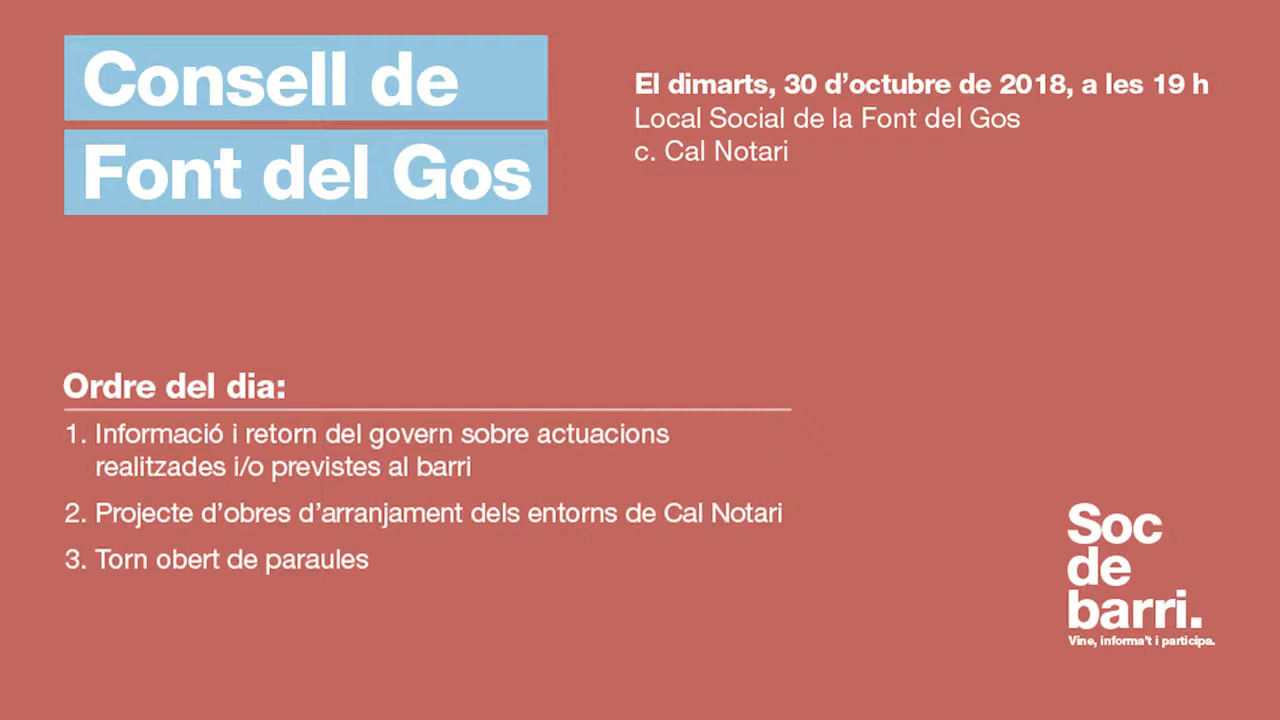 Consell de
Font del Gos
El dimarts, 30 d’octubre de 2018, a les 19 h
Local Social de la Font del Gos
c. Cal Notari
Ordre del dia:
1. Informació i retorn del govern sobre actuacions
realitzades i/o previstes al barri
2. Projecte d’obres d’arranjament dels entorns de Cal Notari
3. Torn obert de paraules
Soc
de
barri.
Vine, informa’t i participa.